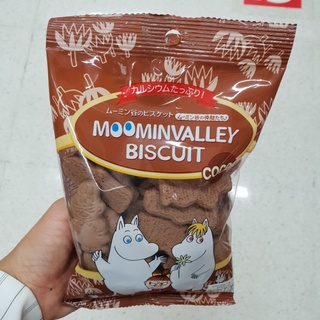 カルシウムたっぷり!
ムーミン谷のビスケット
ムーミン谷の仲間たち
MOOMINVALLEY
BISCUIT
COCOA